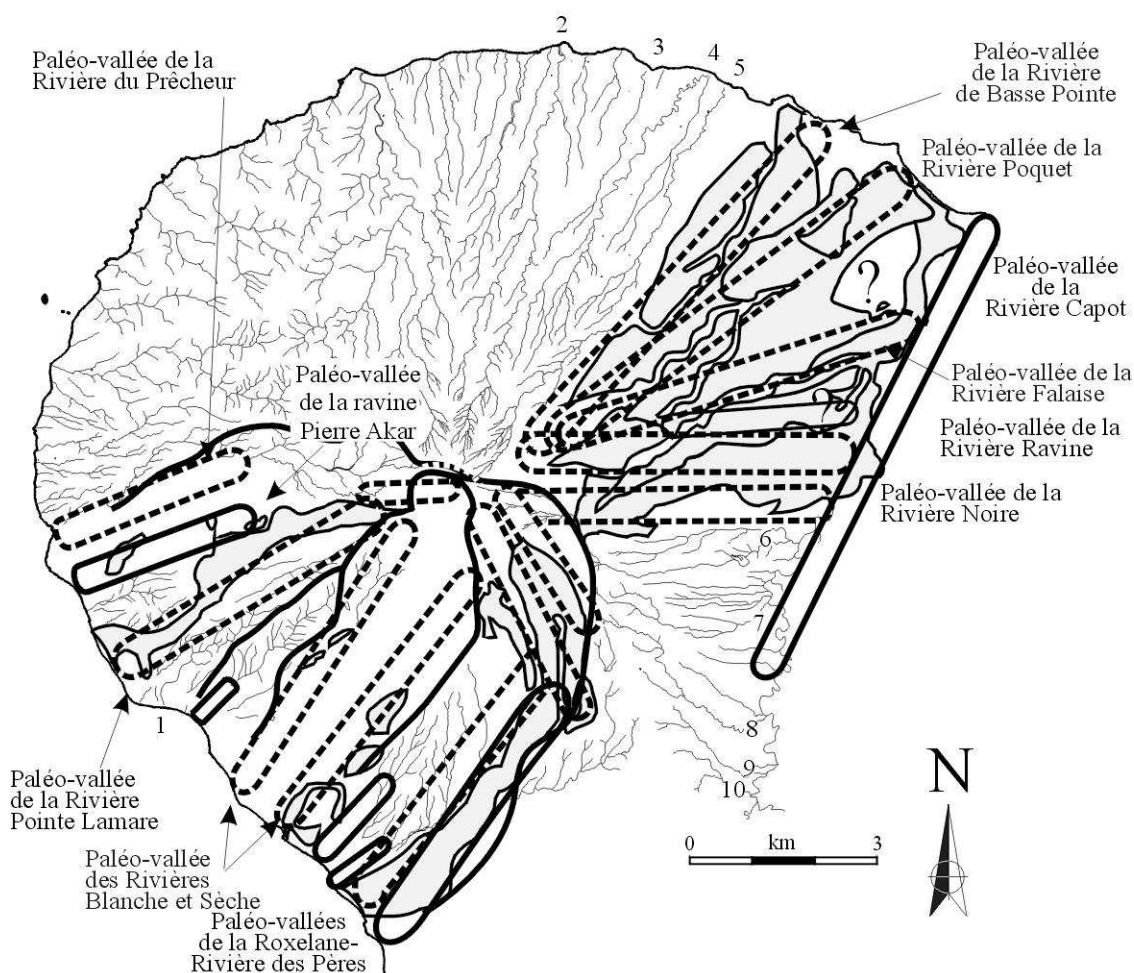 2
3
4
5
Paléo-vallée de la
Rivière du Prêcheur
Paléo-vallée
de la Rivière
de Basse Pointe
Paléo-vallée de la
Rivière Poquet
?
Paléo-vallée
de la
Rivière Capot
Paléo-vallée
de la ravine
Pierre Akar
Paléo-vallée de la
Rivière Falaise
?
Paléo-vallée de la
Rivière Ravine
Paléo-vallée de la
Rivière Noire
6
7
1
8
9
10
N
Paléo-vallée
de la Rivière
Pointe Lamare
km
0
3
Paléo-vallée
des Rivières
Blanche et Sèche
Paléo-vallées
de la Roxelane-
Rivière des Pères